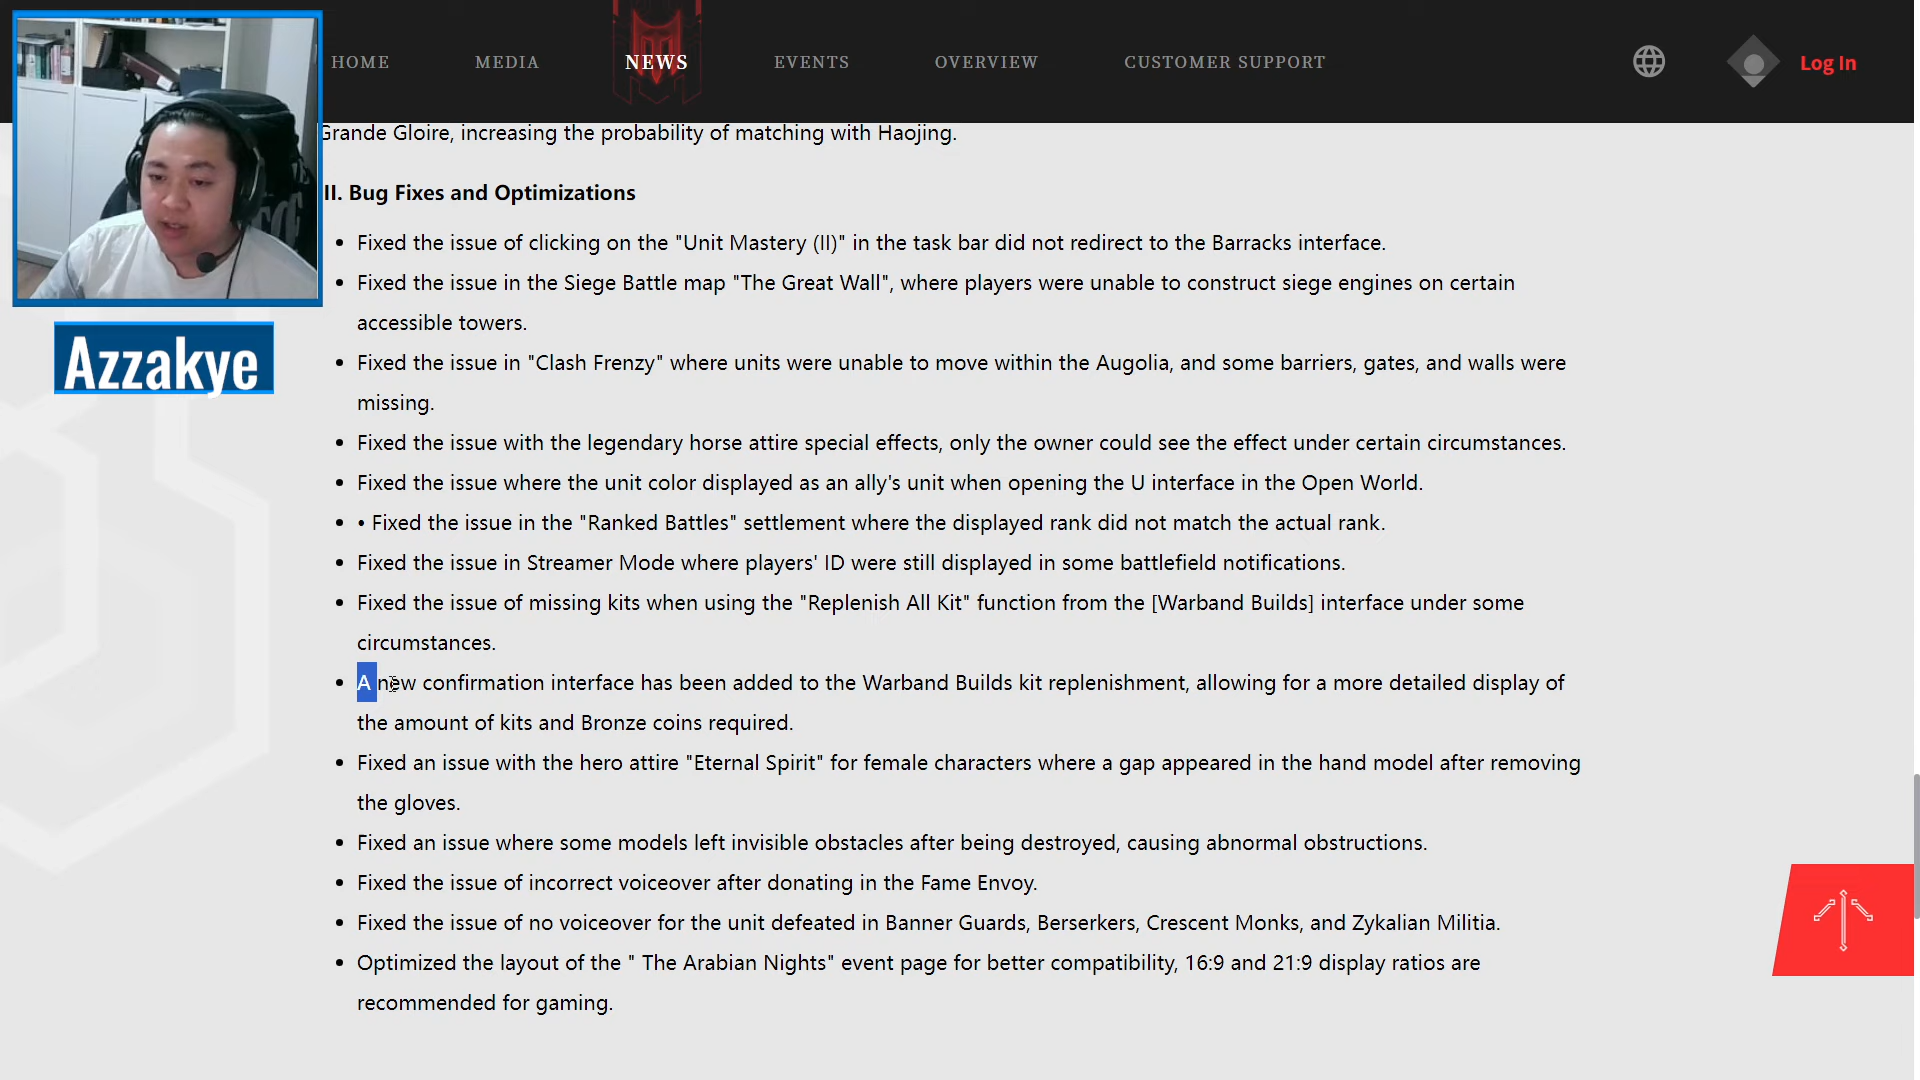 HOME MEDIA NEWS EVENTS OVERVIEW CUSTOMER SUPPORT Log In
Grande Gloire, increasing the probability of matching with Haojing.
II. Bug Fixes and Optimizations
• Fixed the issue of clicking on the "Unit Mastery (II)" in the task bar did not redirect to the Barracks interface.
• Fixed the issue in the Siege Battle map "The Great Wall", where players were unable to construct siege engines on certain
accessible towers.
Azzakye
• Fixed the issue in "Clash Frenzy" where units were unable to move within the Augolia, and some barriers, gates, and walls were
missing.
• Fixed the issue with the legendary horse attire special effects, only the owner could see the effect under certain circumstances.
• Fixed the issue where the unit color displayed as an ally's unit when opening the U interface in the Open World.
• • Fixed the issue in the "Ranked Battles" settlement where the displayed rank did not match the actual rank.
• Fixed the issue in Streamer Mode where players' ID were still displayed in some battlefield notifications.
• Fixed the issue of missing kits when using the "Replenish All Kit" function from the [Warband Builds] interface under some
circumstances.
• A new confirmation interface has been added to the Warband Builds kit replenishment, allowing for a more detailed display of
the amount of kits and Bronze coins required.
• Fixed an issue with the hero attire "Eternal Spirit" for female characters where a gap appeared in the hand model after removing
the gloves.
• Fixed an issue where some models left invisible obstacles after being destroyed, causing abnormal obstructions.
• Fixed the issue of incorrect voiceover after donating in the Fame Envoy.
• Fixed the issue of no voiceover for the unit defeated in Banner Guards, Berserkers, Crescent Monks, and Zykalian Militia.
• Optimized the layout of the " The Arabian Nights" event page for better compatibility, 16:9 and 21:9 display ratios are
recommended for gaming.